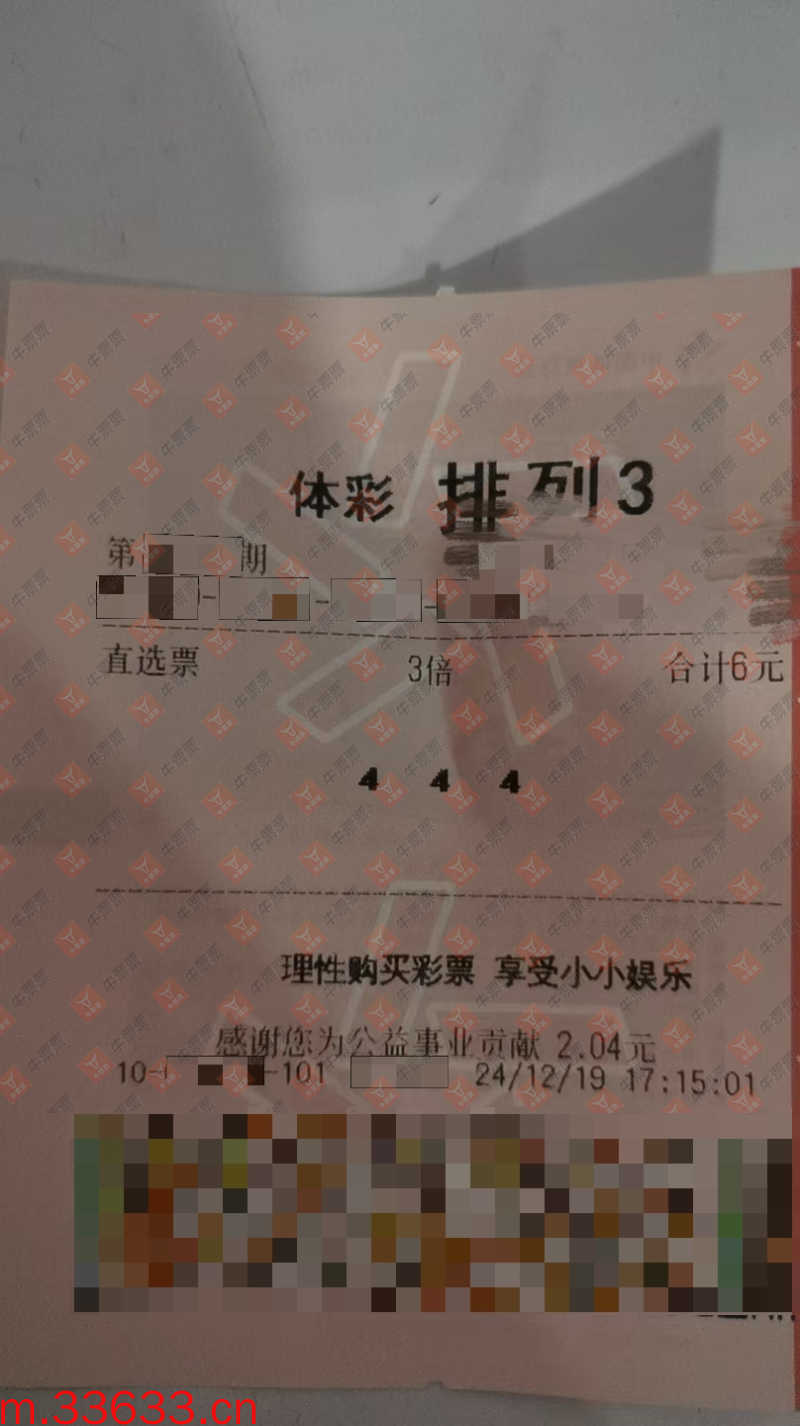 体彩 排列3
第 期
直选票 3倍 合计6元
4 4 4
理性购买彩票 享受小小娱乐
感谢您为公益事业贡献 2.04元
10- -101 24/12/19 17:15:01
m.33633.cn